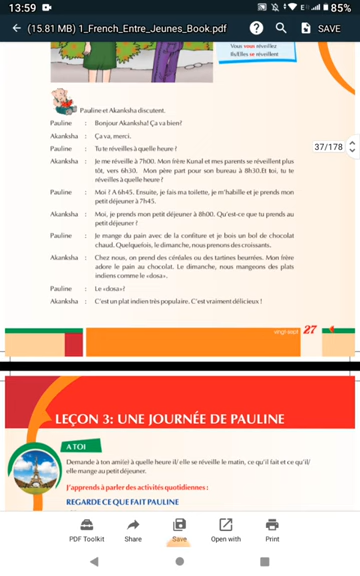 13:59
85%
(15.81 MB) 1_French_Entre_Jeunes_Book.pdf
SAVE
Vous vous réveillez
Ils/Elles se réveillent
37/178
Pauline et Akanksha discutent.
Pauline : Bonjour Akanksha! Ça va bien?
Akanksha : Ça va, merci.
Pauline : Tu te réveilles à quelle heure ?
Akanksha : Je me réveille à 7h00. Mon frère Kunal et mes parents se réveillent plus
tôt, vers 6h30. Mon père part pour son bureau à 8h30.Et toi, tu te
réveilles à quelle heure?
Pauline : Moi ? A 6h45. Ensuite, je fais ma toilette, je m'habille et je prends mon
petit déjeuner à 7h45.
Akanksha : Moi, je prends mon petit déjeuner à 8h00. Qu'est-ce que tu prends au
petit déjeuner ?
Pauline : Je mange du pain avec de la confiture et je bois un bol de chocolat
chaud. Quelquefois, le dimanche, nous prenons des croissants.
Akanksha : Chez nous, on prend des céréales ou des tartines beurrées. Mon frère
adore le pain au chocolat. Le dimanche, nous mangeons des plats
indiens comme le «dosa».
Pauline : Le «dosa»?
Akanksha : C'est un plat indien très populaire. C'est vraiment délicieux !
vingt-sept 27
LEÇON 3: UNE JOURNÉE DE PAULINE
A TOI
Demande à ton ami(e) à quelle heure il/ elle se réveille le matin, ce qu'il fait et ce qu'il/
elle mange au petit déjeuner.
J'apprends à parler des activités quotidiennes :
REGARDE CE QUE FAIT PAULINE
PDF Toolkit
Share
Save
Open with
Print